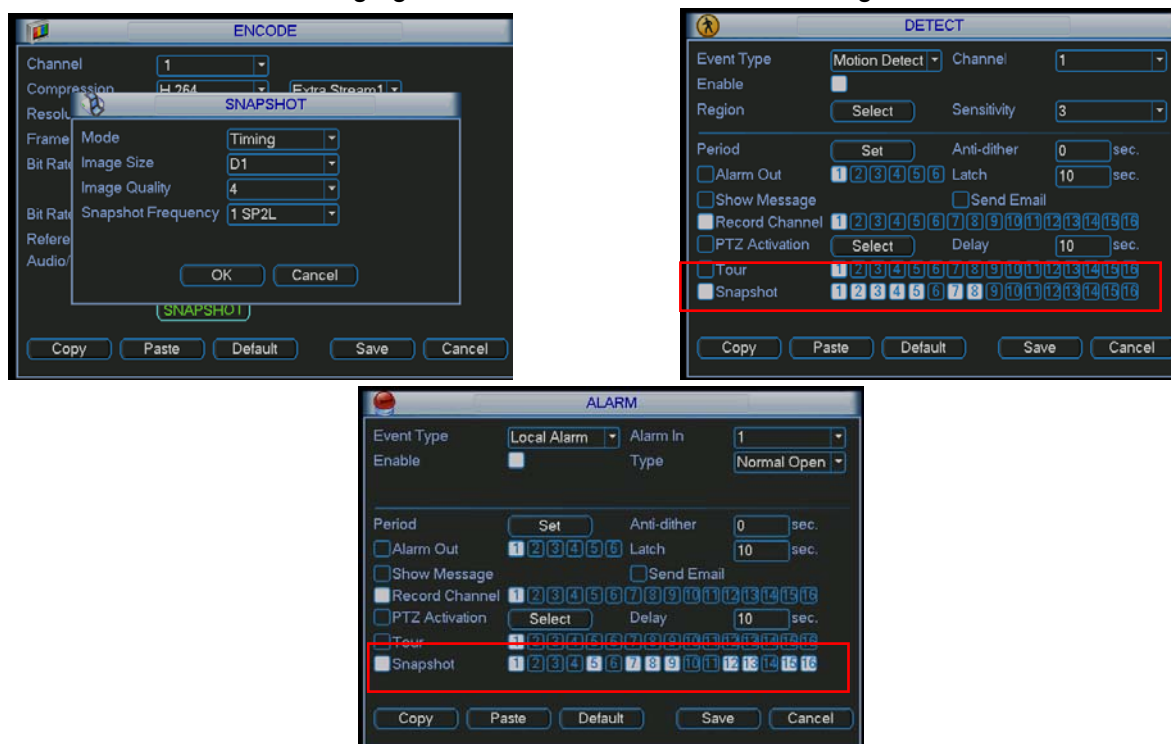 ENCODE
Channel 1
Compression H.264 Extra Stream1
Resolu
SNAPSHOT
Frame Mode Timing
Bit Rate Image Size D1
Image Quality 4
Bit Rate Snapshot Frequency 1 SP2L
Refere
Audio/
OK Cancel
SNAPSHOT
Copy Paste Default Save Cancel
DETECT
Event Type Motion Detect Channel 1
Enable
Region Select Sensitivity 3
Period Set Anti-dither 0 sec.
Alarm Out 1 2 3 4 5 6 Latch 10 sec.
Show Message Send Email
Record Channel 1 2 3 4 5 6 7 8 9 10 11 12 13 14 15 16
PTZ Activation Select Delay 10 sec.
Tour 1 2 3 4 5 6 7 8 9 10 11 12 13 14 15 16
Snapshot 1 2 3 4 5 6 7 8 9 10 11 12 13 14 15 16
Copy Paste Default Save Cancel
ALARM
Event Type Local Alarm Alarm In 1
Enable Type Normal Open
Period Set Anti-dither 0 sec.
Alarm Out 1 2 3 4 5 6 Latch 10 sec.
Show Message Send Email
Record Channel 1 2 3 4 5 6 7 8 9 10 11 12 13 14 15 16
PTZ Activation Select Delay 10 sec.
Tour 1 2 3 4 5 6 7 8 9 10 11 12 13 14 15 16
Snapshot 1 2 3 4 5 6 7 8 9 10 11 12 13 14 15 16
Copy Paste Default Save Cancel